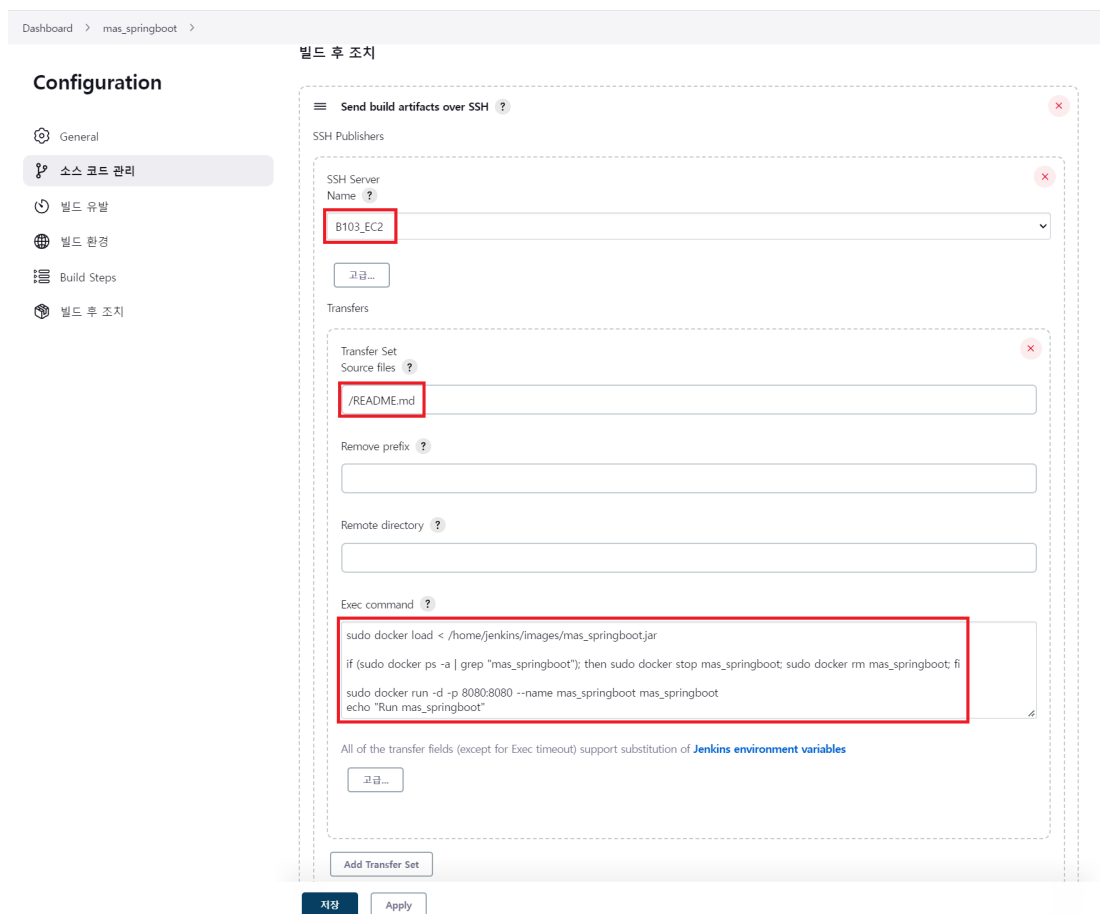 Dashboard > mas_springboot >
빌드 후 조치
Configuration
General
소스 코드 관리
빌드 유발
빌드 환경
Build Steps
빌드 후 조치
Send build artifacts over SSH ?
SSH Publishers
SSH Server
Name ?
B103_EC2
고급...
Transfers
Transfer Set
Source files ?
/README.md
Remove prefix ?
Remote directory ?
Exec command ?
sudo docker load < /home/jenkins/images/mas_springboot.jar
if (sudo docker ps -a | grep "mas_springboot"); then sudo docker stop mas_springboot; sudo docker rm mas_springboot; fi
sudo docker run -d -p 8080:8080 --name mas_springboot mas_springboot
echo "Run mas_springboot"
All of the transfer fields (except for Exec timeout) support substitution of Jenkins environment variables
고급...
Add Transfer Set
저장
Apply